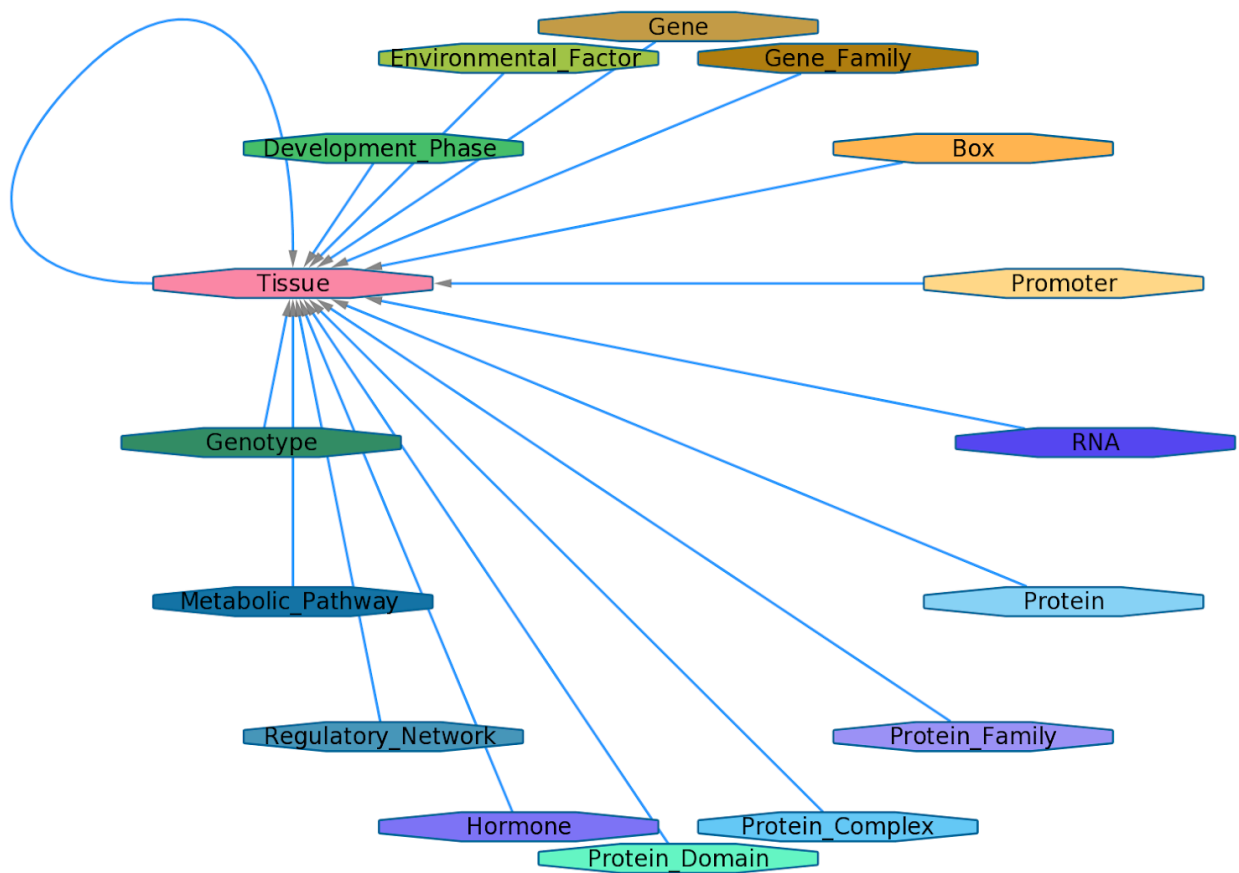 Gene
Environmental_Factor
Gene_Family
Development_Phase
Box
Tissue
Promoter
Genotype
RNA
Metabolic_Pathway
Protein
Regulatory_Network
Protein_Family
Hormone
Protein_Complex
Protein_Domain